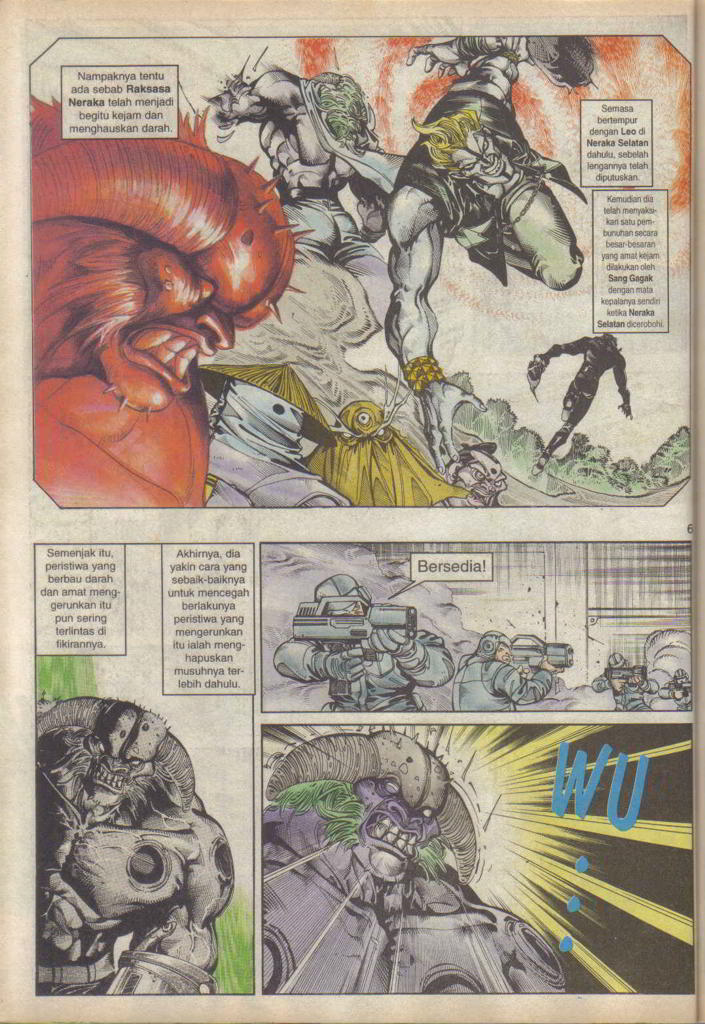 Nampaknya tentu
ada sebab Raksasa
Neraka telah menjadi
begitu kejam dan
menghauskan darah.
Semasa
bertempur
dengan Leo di
Neraka Selatan
dahulu, sebelah
lengannya telah
diputuskan.
Kemudian dia
telah menyaksi-
kan satu pem-
bunuhan secara
besar-besaran
yang amat kejam
dilakukan oleh
Sang Gagak
dengan mata
kepalanya sendiri
ketika Neraka
Selatan dicerobohi.
6
Semenjak itu,
peristiwa yang
berbau darah
dan amat meng-
gerunkan itu
pun sering
terlintas di
fikirannya.
Akhirnya, dia
yakin cara yang
sebaik-baiknya
untuk mencegah
berlakunya
peristiwa yang
mengerunkan
itu ialah meng-
hapuskan
musuhnya ter-
lebih dahulu.
Bersedia!
WU
...